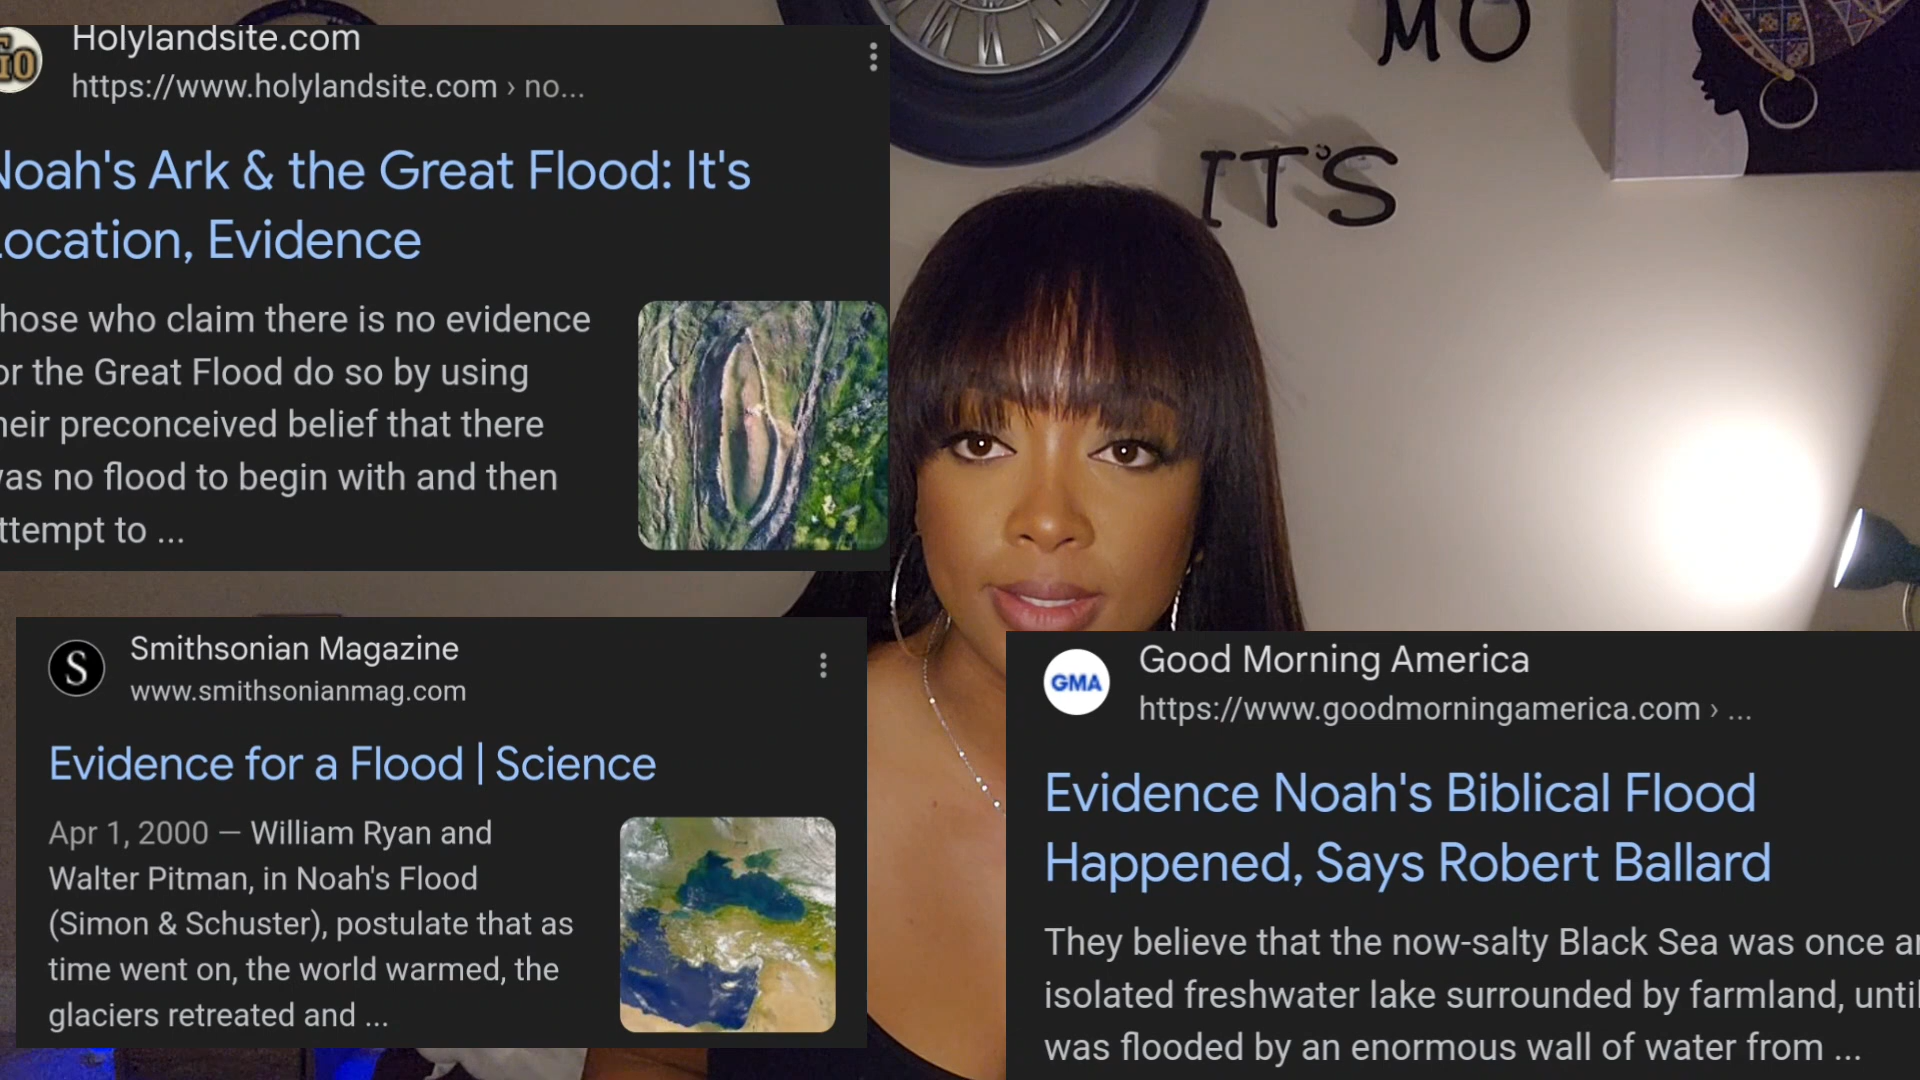 Holylandsite.com
https://www.holylandsite.com › no...
Noah's Ark & the Great Flood: It's
Location, Evidence
hose who claim there is no evidence
or the Great Flood do so by using
heir preconceived belief that there
was no flood to begin with and then
ttempt to ...
MO
IT'S
S
Smithsonian Magazine
www.smithsonianmag.com
Evidence for a Flood | Science
Apr 1, 2000 — William Ryan and
Walter Pitman, in Noah's Flood
(Simon & Schuster), postulate that as
time went on, the world warmed, the
glaciers retreated and ...
GMA
Good Morning America
https://www.goodmorningamerica.com › ...
Evidence Noah's Biblical Flood
Happened, Says Robert Ballard
They believe that the now-salty Black Sea was once an
isolated freshwater lake surrounded by farmland, until
was flooded by an enormous wall of water from ...